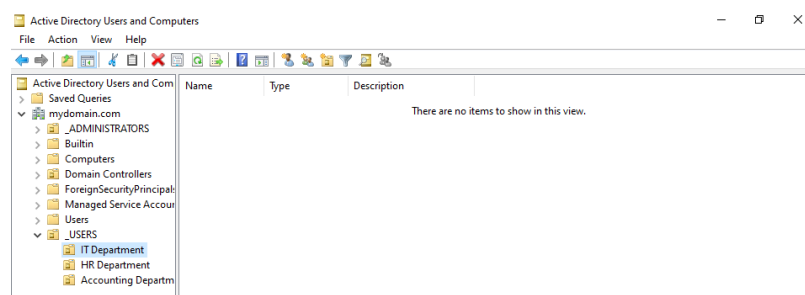 Active Directory Users and Computers
File Action View Help
Active Directory Users and Com
Name Type Description
Saved Queries
There are no items to show in this view.
mydomain.com
_ADMINISTRATORS
Builtin
Computers
Domain Controllers
ForeignSecurityPrincipals
Managed Service Accour
Users
_USERS
IT Department
HR Department
Accounting Departm